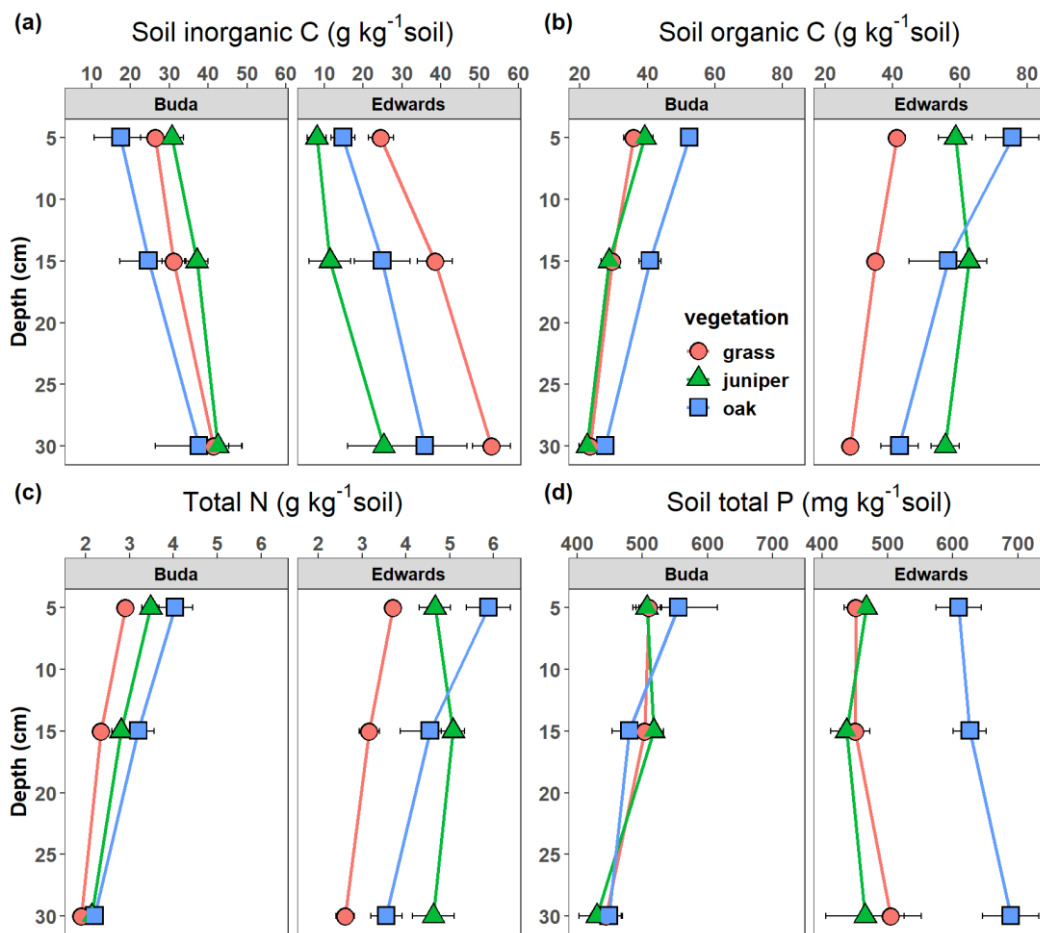 (a) Soil inorganic C (g kg⁻¹soil)
10 20 30 40 50 60 10 20 30 40 50 60
Buda Edwards
5
10
15
20
25
30
Depth (cm)
(b) Soil organic C (g kg⁻¹soil)
20 40 60 80 20 40 60 80
Buda Edwards
vegetation
grass
juniper
oak
(c) Total N (g kg⁻¹soil)
2 3 4 5 6 2 3 4 5 6
Buda Edwards
5
10
15
20
25
30
Depth (cm)
(d) Soil total P (mg kg⁻¹soil)
400 500 600 700 400 500 600 700
Buda Edwards